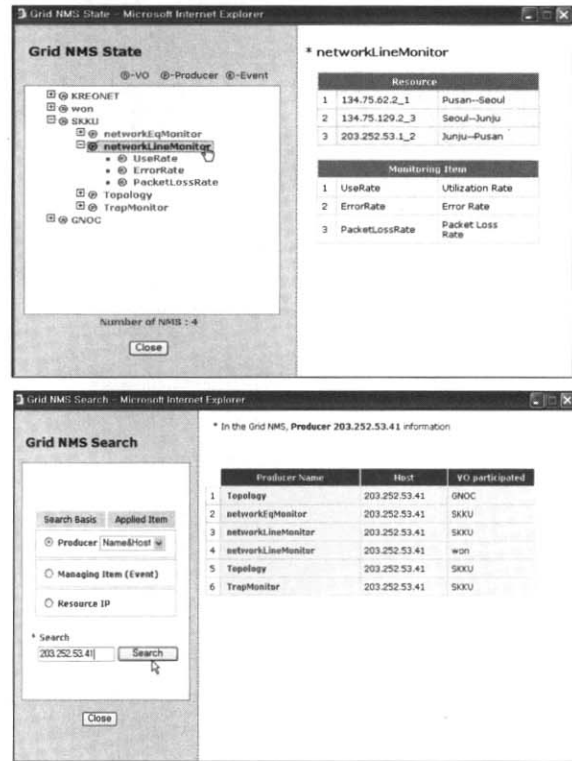 Grid NMS State - Microsoft Internet Explorer
Grid NMS State
-VO -Producer -Event
KREONET
won
SKKU
networkEqMonitor
networkLineMonitor
UseRate
ErrorRate
PacketLossRate
Topology
TrapMonitor
GNOC
Number of NMS : 4
Close
* networkLineMonitor
Resource
1 134.75.62.2_1 Pusan--Seoul
2 134.75.129.2_3 Seoul--Junju
3 203.252.53.1_2 Junju--Pusan
Monitoring Item
1 UseRate Utilization Rate
2 ErrorRate Error Rate
3 PacketLossRate Packet Loss
Rate
Grid NMS Search - Microsoft Internet Explorer
Grid NMS Search
Search Basis Applied Item
Producer Name&Host
Managing Item (Event)
Resource IP
* Search
203.252.53.41 Search
Close
* In the Grid NMS, Producer 203.252.53.41 information
Producer Name Host VO participated
1 Topology 203.252.53.41 GNOC
2 networkEqMonitor 203.252.53.41 SKKU
3 networkLineMonitor 203.252.53.41 SKKU
4 networkLineMonitor 203.252.53.41 won
5 Topology 203.252.53.41 SKKU
6 TrapMonitor 203.252.53.41 SKKU